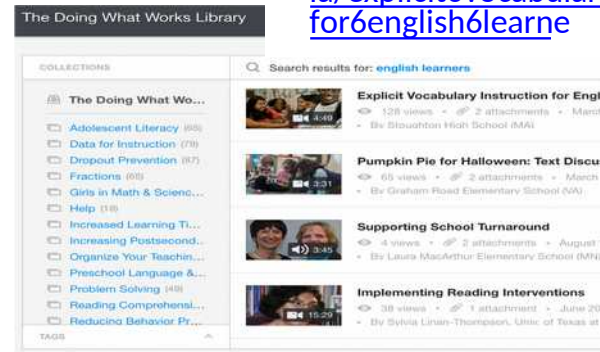 la/explicit6vocabular
for6english6learne
The Doing What Works Library
COLLECTIONS
The Doing What Wo...
Adolescent Literacy (65)
Data for Instruction (79)
Dropout Prevention (67)
Fractions (65)
Girls in Math & Scienc...
Help (18)
Increased Learning Ti...
Increasing Postsecond...
Organize Your Teachin...
Preschool Language &...
Problem Solving (49)
Reading Comprehensi...
Reducing Behavior Pr...
TAGS
Search results for: english learners
4:49
Explicit Vocabulary Instruction for Engl
128 views • 2 attachments • March
• By Stoughton High School (MA)
3:31
Pumpkin Pie for Halloween: Text Discus
65 views • 2 attachments • March
• By Graham Road Elementary School (VA)
3:45
Supporting School Turnaround
4 views • 2 attachments • August
• By Laura MacArthur Elementary School (MN)
15:29
Implementing Reading Interventions
38 views • 1 attachment • June 20
• By Sylvia Linan-Thompson, Univ. of Texas at